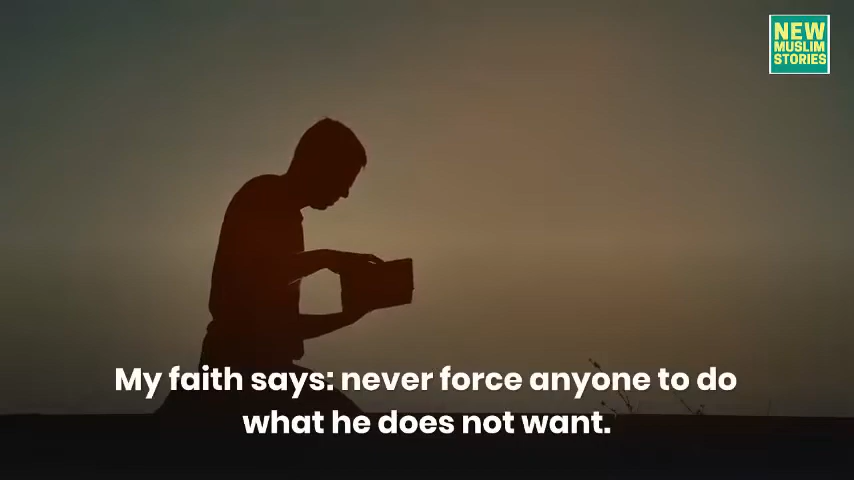 NEW
MUSLIM
STORIES
My faith says: never force anyone to do
what he does not want.